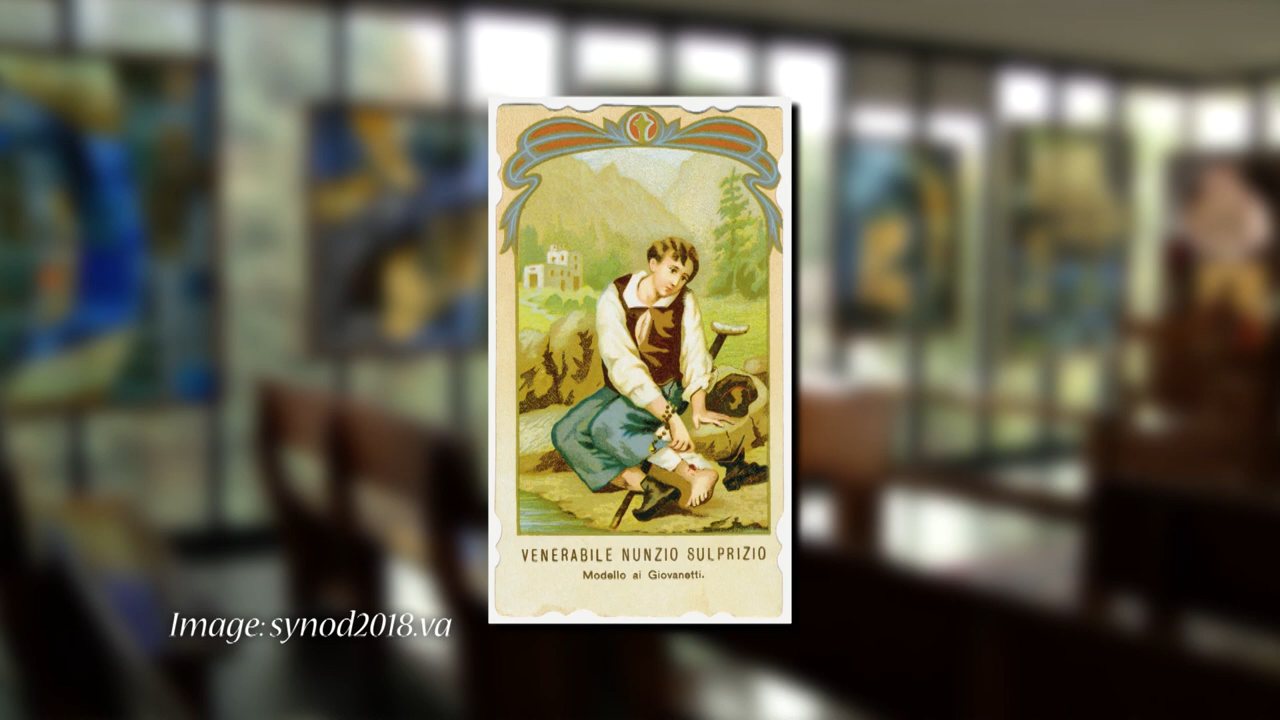 VENERABILE NUNZIO SULPRIZIO
Modello ai Giovanetti.
Image: synod2018.va